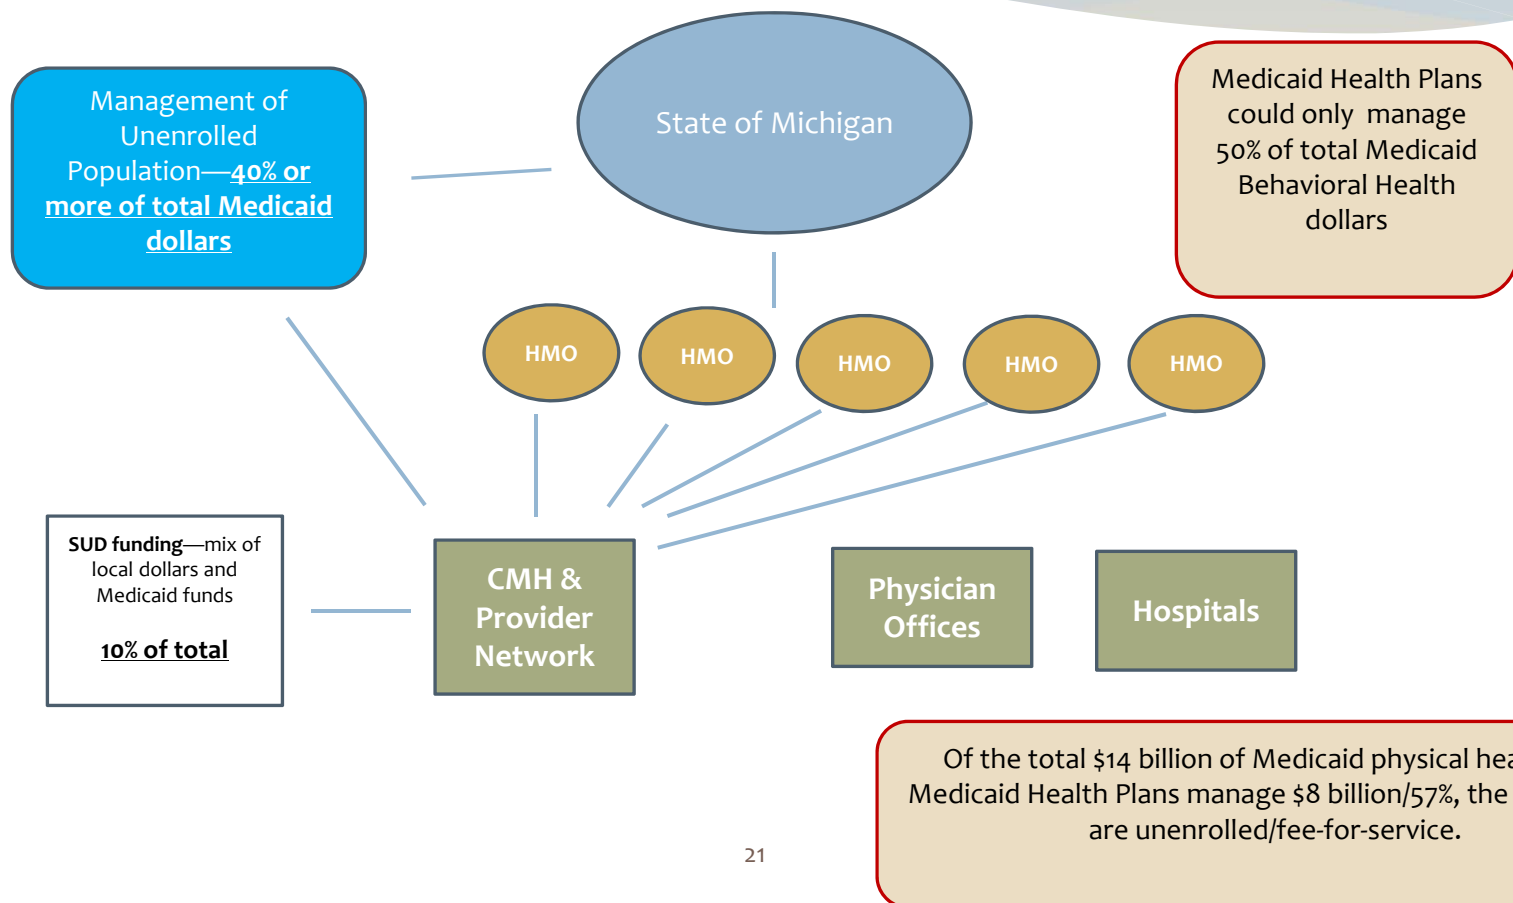 Management of
Unenrolled
Population—40% or
more of total Medicaid
dollars
State of Michigan
Medicaid Health Plans
could only manage
50% of total Medicaid
Behavioral Health
dollars
HMO
HMO
HMO
HMO
HMO
SUD funding—mix of
local dollars and
Medicaid funds
10% of total
CMH &
Provider
Network
Physician
Offices
Hospitals
Of the total $14 billion of Medicaid physical
Medicaid Health Plans manage $8 billion/57%, the
are unenrolled/fee-for-service.
21